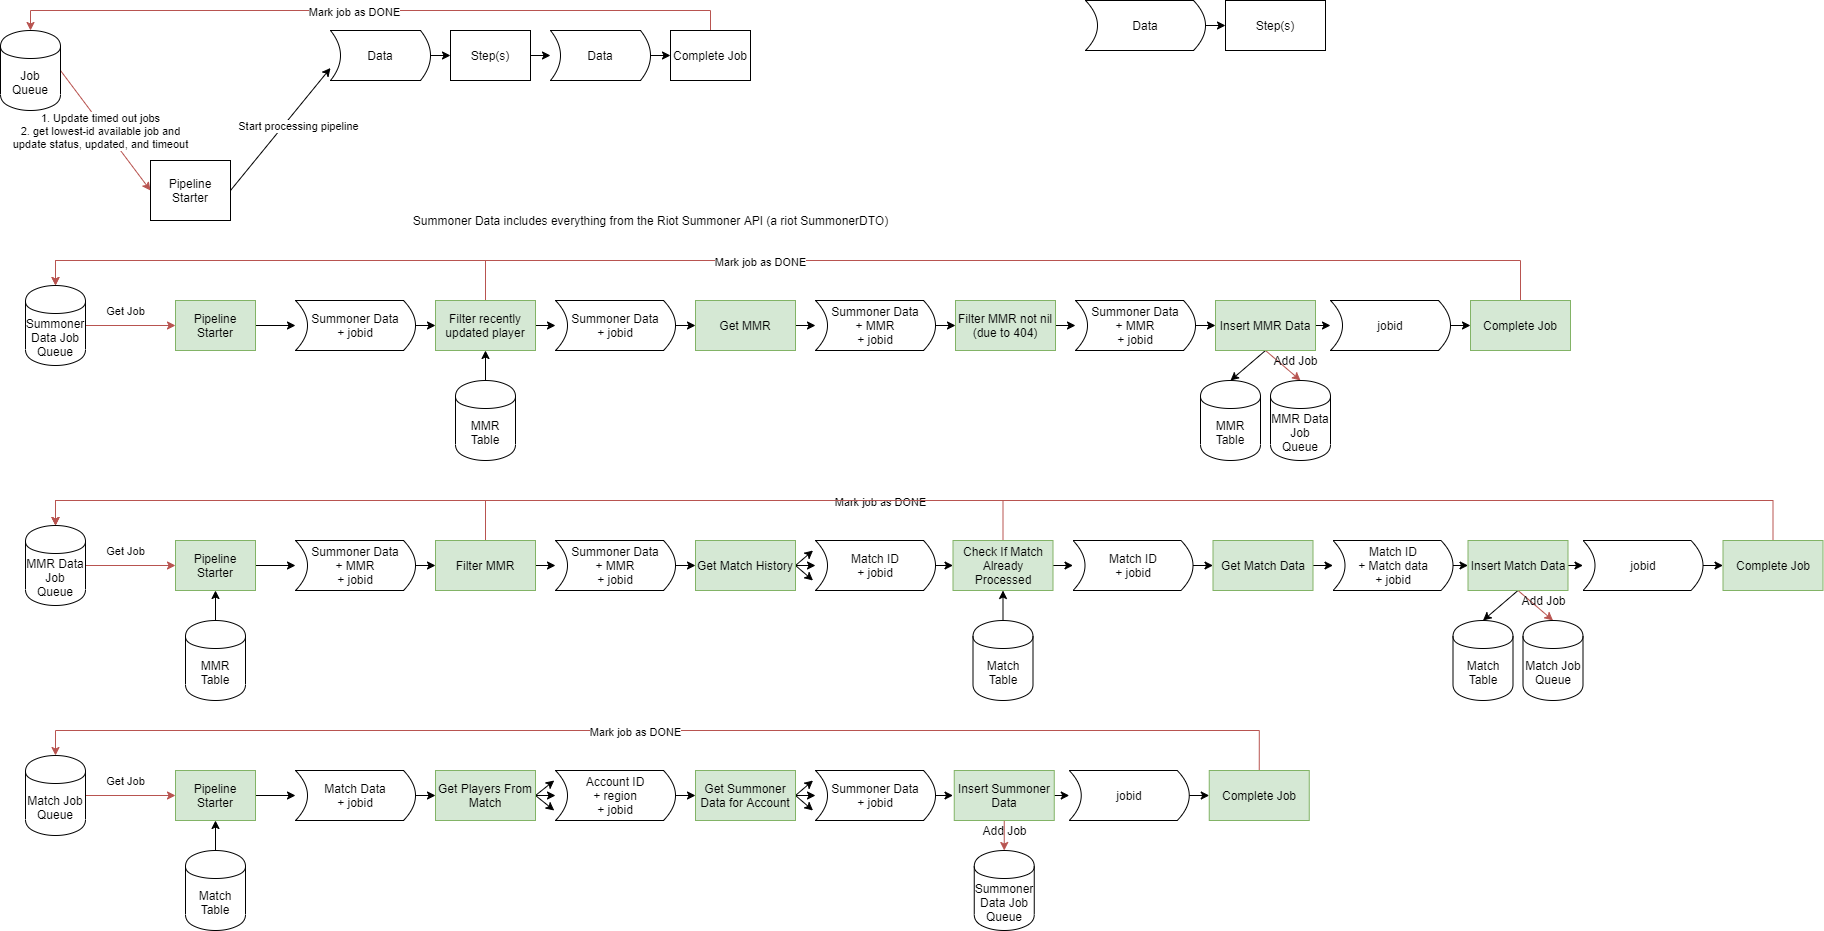 Mark job as DONE
Job
Queue
Data
Step(s)
Data
Complete Job
Data
Step(s)
1. Update timed out jobs
2. get lowest-id available job and
update status, updated, and timeout
Start processing pipeline
Pipeline
Starter
Summoner Data includes everything from the Riot Summoner API (a riot SummonerDTO)
Mark job as DONE
Summoner
Data Job
Queue
Get Job
Pipeline
Starter
Summoner Data
+ jobid
Filter recently
updated player
Summoner Data
+ jobid
Get MMR
Summoner Data
+ MMR
+ jobid
Filter MMR not nil
(due to 404)
Summoner Data
+ MMR
+ jobid
Insert MMR Data
jobid
Complete Job
Add Job
MMR
Table
MMR
Table
MMR Data
Job
Queue
Mark job as DONE
MMR Data
Job
Queue
Get Job
Pipeline
Starter
Summoner Data
+ MMR
+ jobid
Filter MMR
Summoner Data
+ MMR
+ jobid
Get Match History
Match ID
+ jobid
Check If Match
Already
Processed
Match ID
+ jobid
Get Match Data
Match ID
+ Match data
+ jobid
Insert Match Data
jobid
Complete Job
Add Job
MMR
Table
Match
Table
Match
Table
Match Job
Queue
Mark job as DONE
Match Job
Queue
Get Job
Pipeline
Starter
Match Data
+ jobid
Get Players From
Match
Account ID
+ region
+ jobid
Get Summoner
Data for Account
Summoner Data
+ jobid
Insert Summoner
Data
jobid
Complete Job
Add Job
Match
Table
Summoner
Data Job
Queue